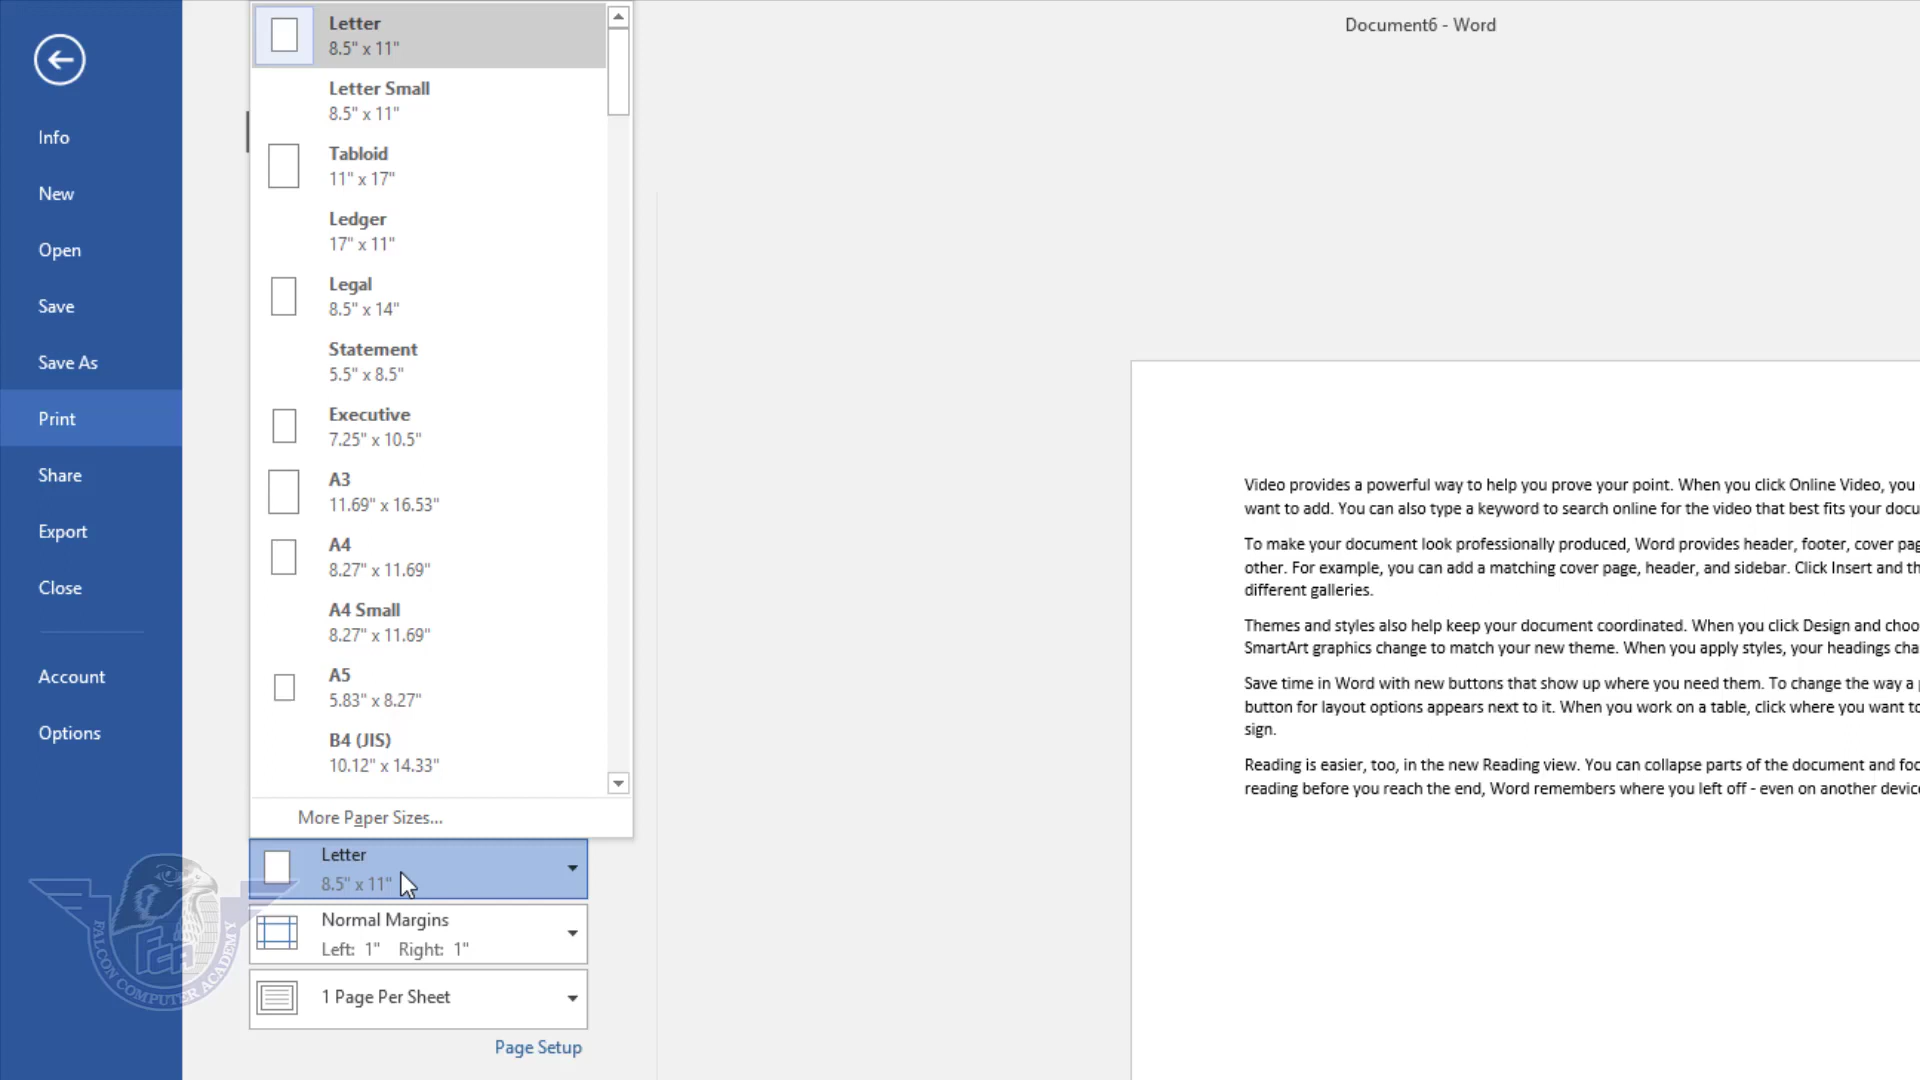 Document6 - Word
Info
New
Open
Save
Save As
Print
Share
Export
Close
Account
Options
Letter
8.5" x 11"
Letter Small
8.5" x 11"
Tabloid
11" x 17"
Ledger
17" x 11"
Legal
8.5" x 14"
Statement
5.5" x 8.5"
Executive
7.25" x 10.5"
A3
11.69" x 16.53"
A4
8.27" x 11.69"
A4 Small
8.27" x 11.69"
A5
5.83" x 8.27"
B4 (JIS)
10.12" x 14.33"
More Paper Sizes...
Letter
8.5" x 11"
Normal Margins
Left: 1" Right: 1"
1 Page Per Sheet
Page Setup
FCA
FALCON COMPUTER ACADEMY
Video provides a powerful way to help you prove your point. When you click Online Video, you
want to add. You can also type a keyword to search online for the video that best fits your docu
To make your document look professionally produced, Word provides header, footer, cover pag
other. For example, you can add a matching cover page, header, and sidebar. Click Insert and th
different galleries.
Themes and styles also help keep your document coordinated. When you click Design and choo
SmartArt graphics change to match your new theme. When you apply styles, your headings cha
Save time in Word with new buttons that show up where you need them. To change the way a p
button for layout options appears next to it. When you work on a table, click where you want to
sign.
Reading is easier, too, in the new Reading view. You can collapse parts of the document and foc
reading before you reach the end, Word remembers where you left off - even on another device